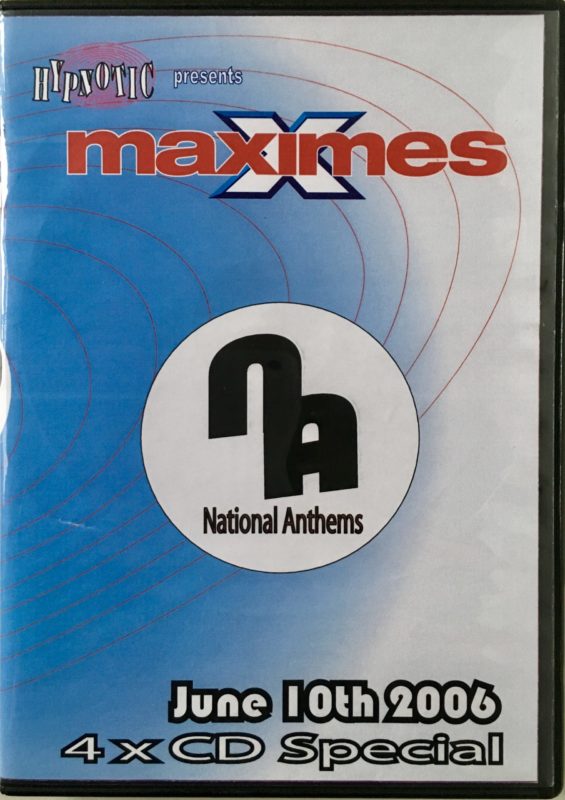 HYPNOTIC presents
maximes
X
na
National Anthems
June 10th 2006
4 x CD Special